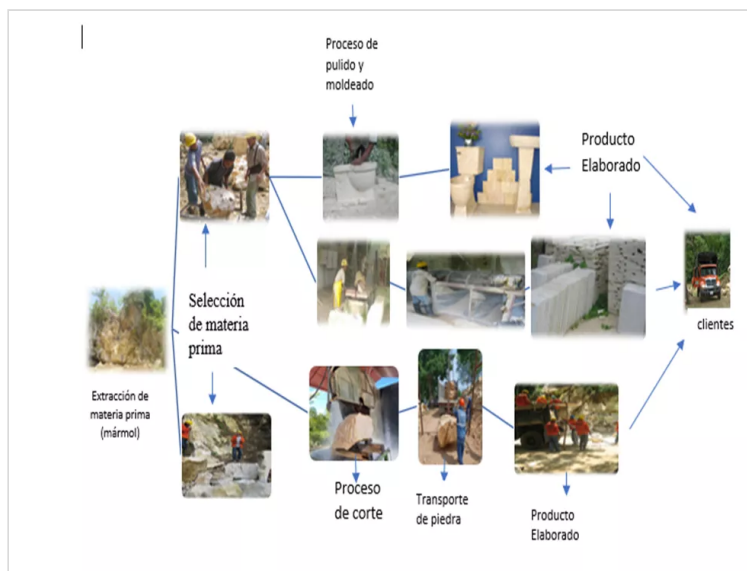 Proceso de
pulido y
moldeado
Producto
Elaborado
Selección
de materia
prima
clientes
Extracción de
materia prima
(mármol)
Proceso
de corte
Transporte
de piedra
Producto
Elaborado